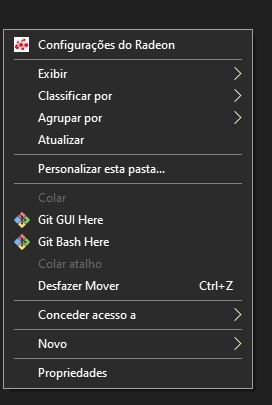 Configurações do Radeon
Exibir
Classificar por
Agrupar por
Atualizar
Personalizar esta pasta...
Colar
Git GUI Here
Git Bash Here
Colar atalho
Desfazer Mover Ctrl+Z
Conceder acesso a
Novo
Propriedades